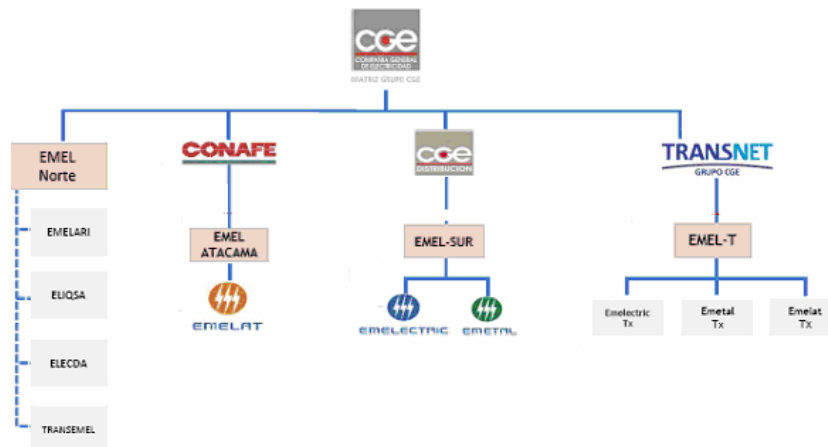 cge
COMPAÑIA GENERAL
DE ELECTRICIDAD
MATRIZ GRUPO CGE
EMEL
Norte
CONAFE
cge
DISTRIBUCION
TRANSNET
GRUPO CGE
EMELARI
ELIQSA
ELECDA
TRANSEMEL
EMEL
ATACAMA
EMELAT
EMEL-SUR
EMELECTRIC
EMETAL
EMEL-T
Emelectric
Tx
Emetal
Tx
Emelat
Tx